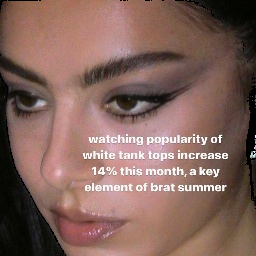 watching popularity of
white tank tops increase
14% this month, a key
element of brat summer